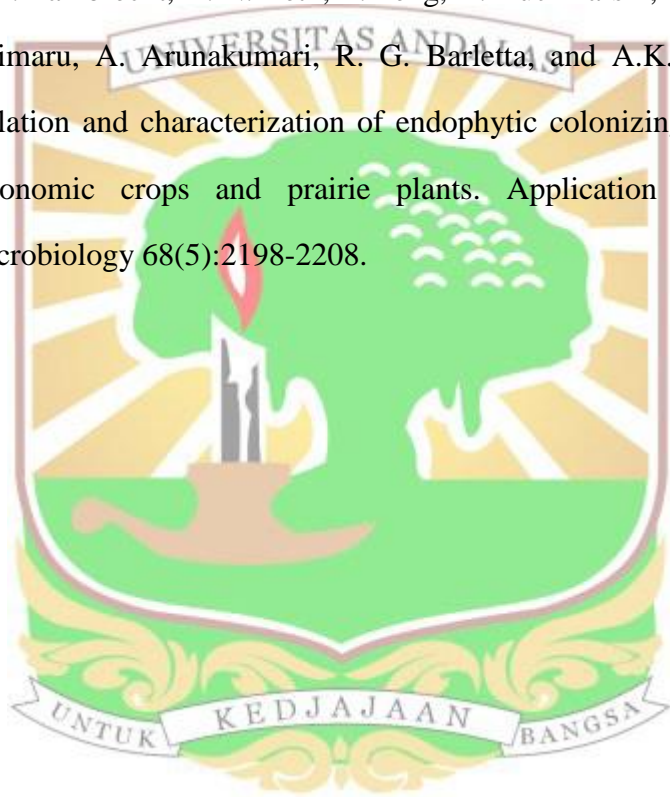 UNIVERSITAS ANDALAS
imaru, A. Arunakumari, R. G. Barletta, and A.K.
lation and characterization of endophytic colonizin
onomic crops and prairie plants. Application
crobiology 68(5):2198-2208.
UNTUK KEDJAJAAN BANGSA